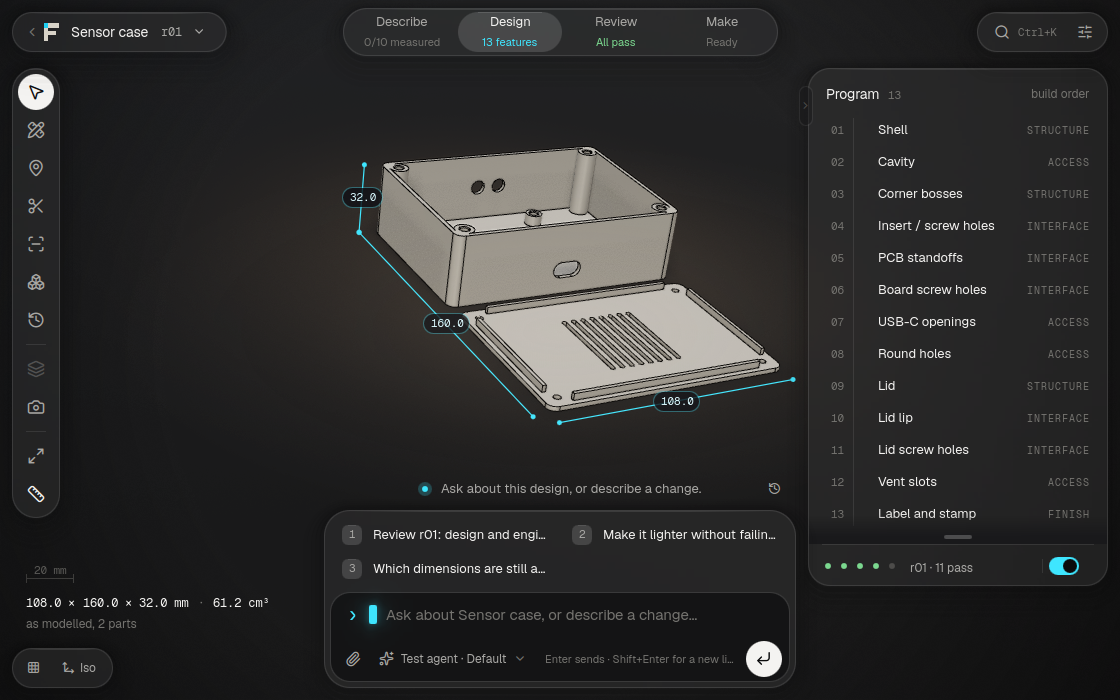 Sensor case r01
Describe
0/10 measured
Design
13 features
Review
All pass
Make
Ready
Ctrl+K
Program 13 build order
01 Shell STRUCTURE
02 Cavity ACCESS
03 Corner bosses STRUCTURE
04 Insert / screw holes INTERFACE
05 PCB standoffs INTERFACE
06 Board screw holes INTERFACE
07 USB-C openings ACCESS
08 Round holes ACCESS
09 Lid STRUCTURE
10 Lid lip INTERFACE
11 Lid screw holes INTERFACE
12 Vent slots ACCESS
13 Label and stamp FINISH
r01 · 11 pass
32.0
160.0
108.0
Ask about this design, or describe a change.
1 Review r01: design and engi…
2 Make it lighter without failin…
3 Which dimensions are still a…
Ask about Sensor case, or describe a change…
Test agent · Default
Enter sends · Shift+Enter for a new li…
20 mm
108.0 × 160.0 × 32.0 mm · 61.2 cm³
as modelled, 2 parts
Iso